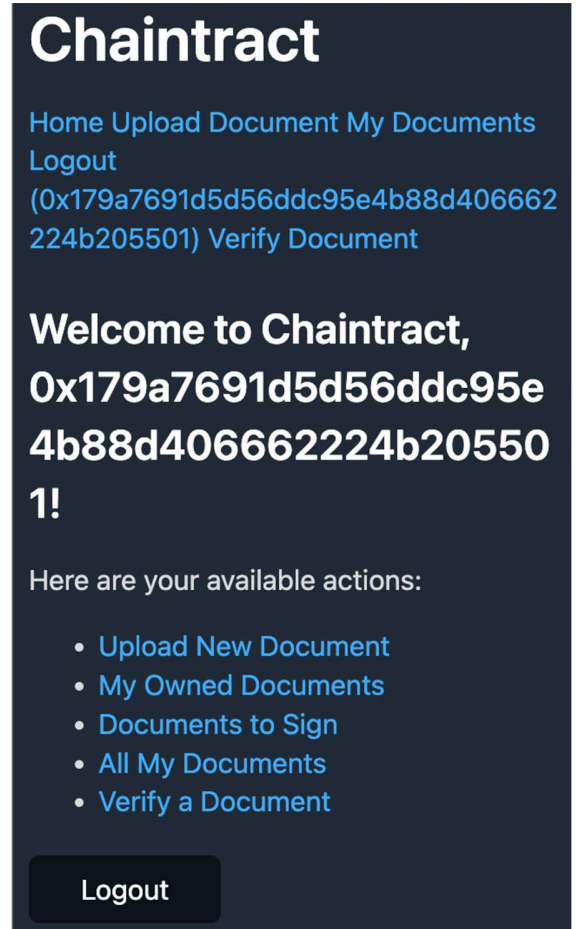 Chaintract
Home Upload Document My Documents
Logout
(0x179a7691d5d56ddc95e4b88d406662
224b205501) Verify Document
Welcome to Chaintract,
0x179a7691d5d56ddc95e
4b88d406662224b20550
1!
Here are your available actions:
• Upload New Document
• My Owned Documents
• Documents to Sign
• All My Documents
• Verify a Document
Logout